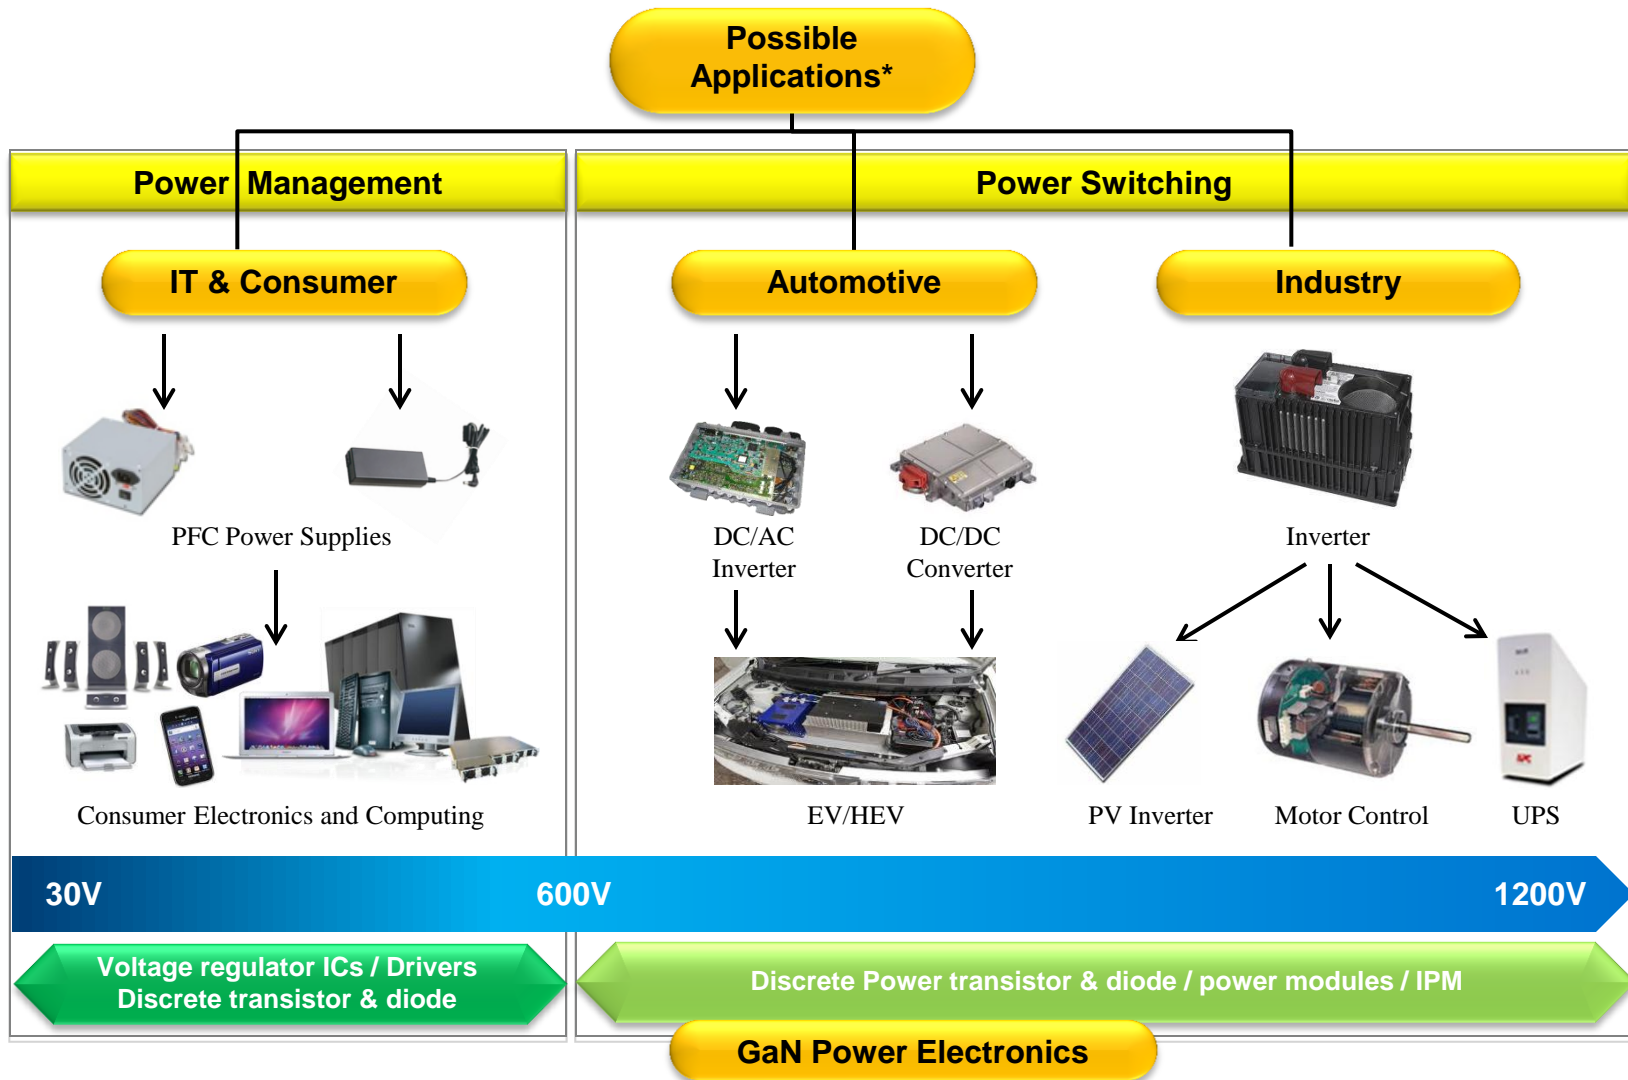 Possible
Applications*
Power Management
Power Switching
IT & Consumer
Automotive
Industry
PFC Power Supplies
DC/AC
Inverter
DC/DC
Converter
Inverter
Consumer Electronics and Computing
EV/HEV
PV Inverter
Motor Control
UPS
30V
600V
1200V
Voltage regulator ICs / Drivers
Discrete transistor & diode
Discrete Power transistor & diode / power modules / IPM
GaN Power Electronics